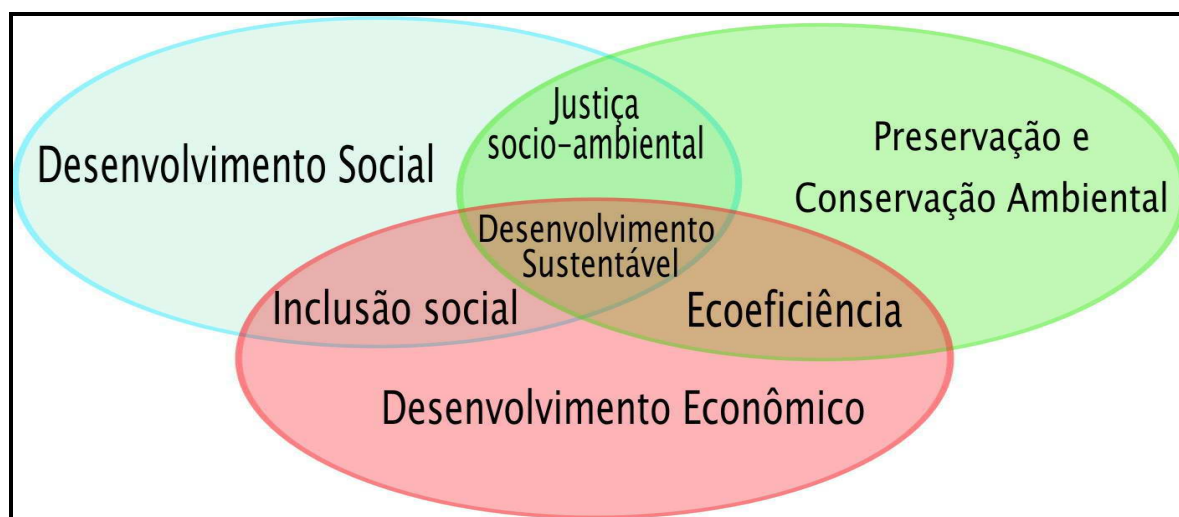 Justiça
socio-ambiental
Desenvolvimento Social
Preservação e
Conservação Ambiental
Desenvolvimento
Sustentável
Inclusão social
Ecoeficiência
Desenvolvimento Econômico